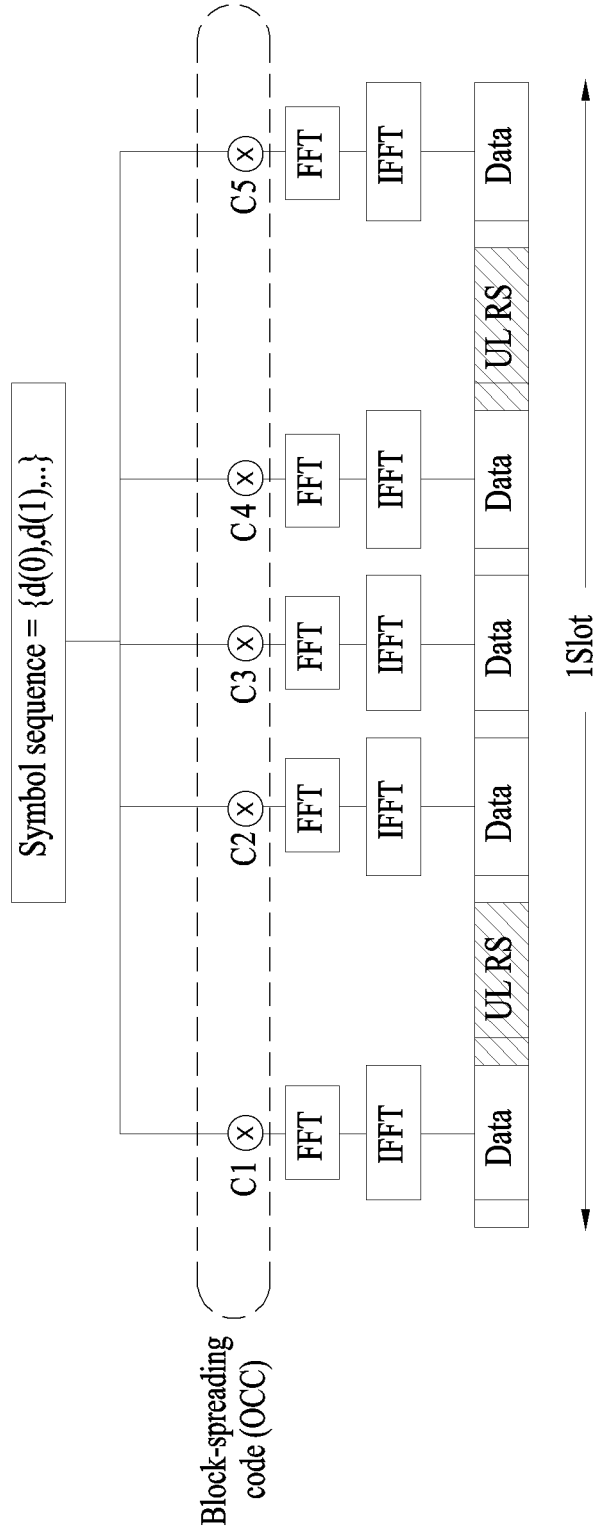 Symbol sequence = {d(0),d(1),..}
Block-spreading
code (OCC)
C1 X C2 X C3 X C4 X C5 X
FFT FFT FFT FFT FFT
IFFT IFFT IFFT IFFT IFFT
Data UL RS Data Data Data UL RS Data
1Slot